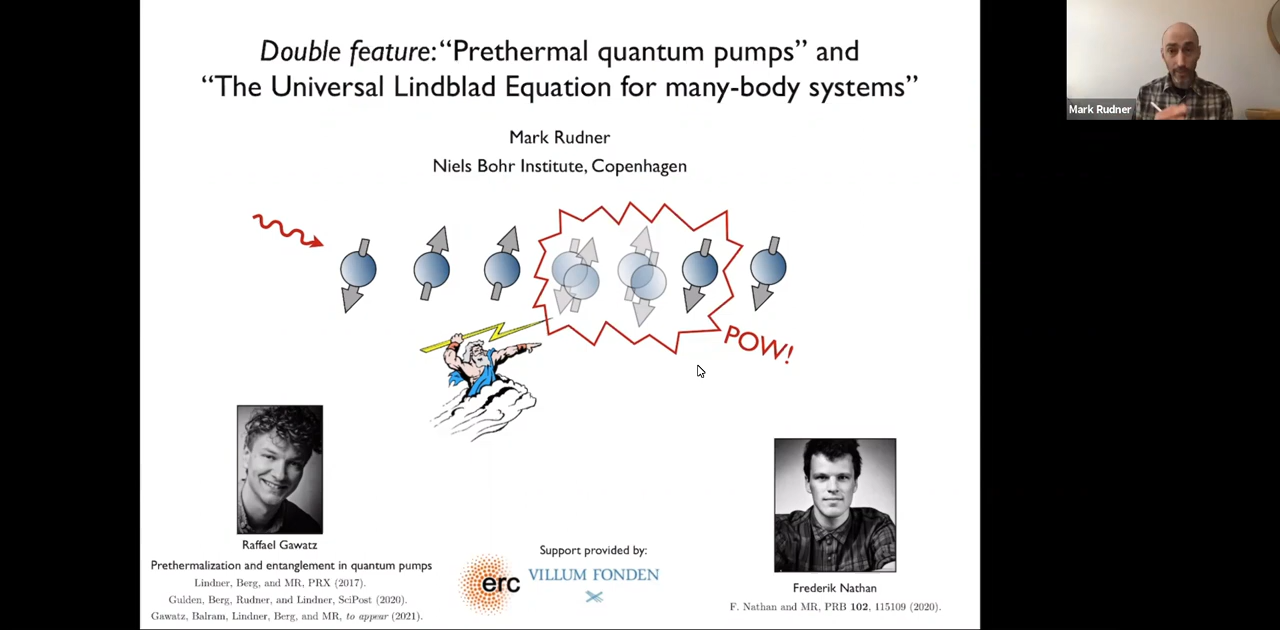 Double feature: “Prethermal quantum pumps” and
“The Universal Lindblad Equation for many-body systems”
Mark Rudner
Niels Bohr Institute, Copenhagen
Mark Rudner
POW!
Raffael Gawatz
Prethermalization and entanglement in quantum pumps
Lindner, Berg, and MR, PRX (2017).
Gulden, Berg, Rudner, and Lindner, SciPost (2020).
Gawatz, Balram, Lindner, Berg, and MR, to appear (2021).
erc
Support provided by:
VILLUM FONDEN
Frederik Nathan
F. Nathan and MR, PRB 102, 115109 (2020).